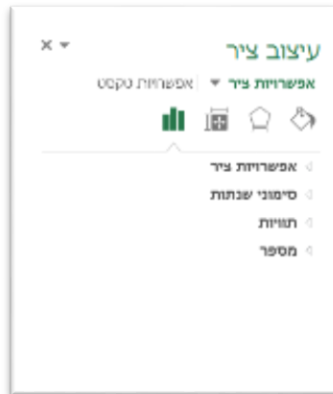 עיצוב ציר
אפשרויות ציר אפשרויות טקסט
אפשרויות ציר
סימוני שנתות
תוויות
מספר